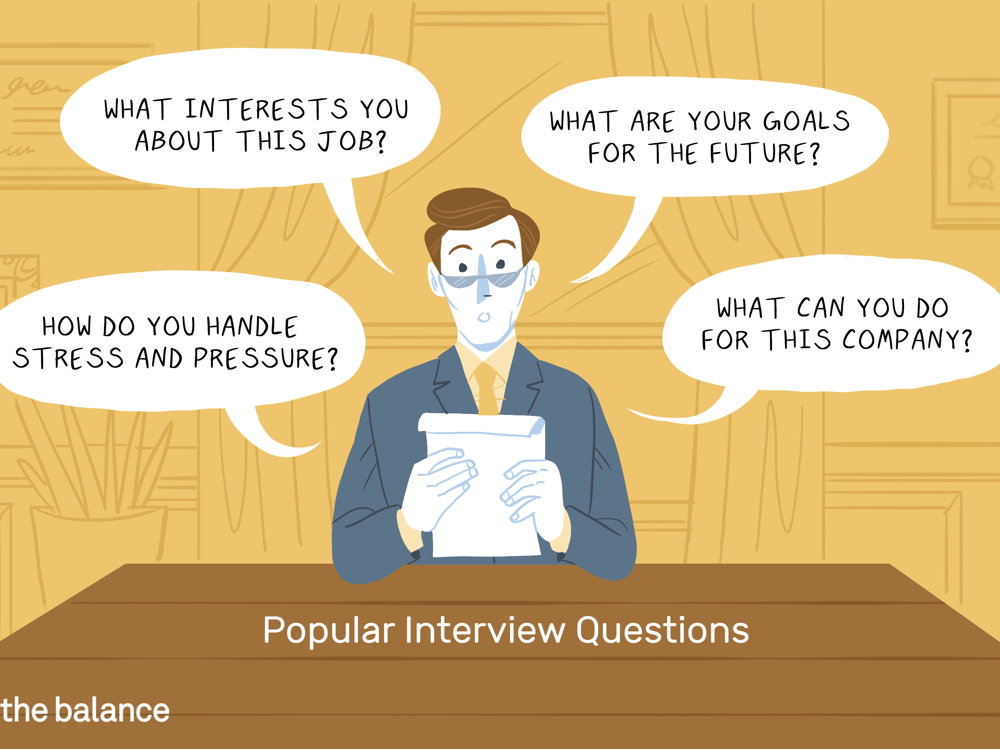 WHAT INTERESTS YOU
ABOUT THIS JOB?
WHAT ARE YOUR GOALS
FOR THE FUTURE?
HOW DO YOU HANDLE
STRESS AND PRESSURE?
WHAT CAN YOU DO
FOR THIS COMPANY?
Popular Interview Questions
the balance